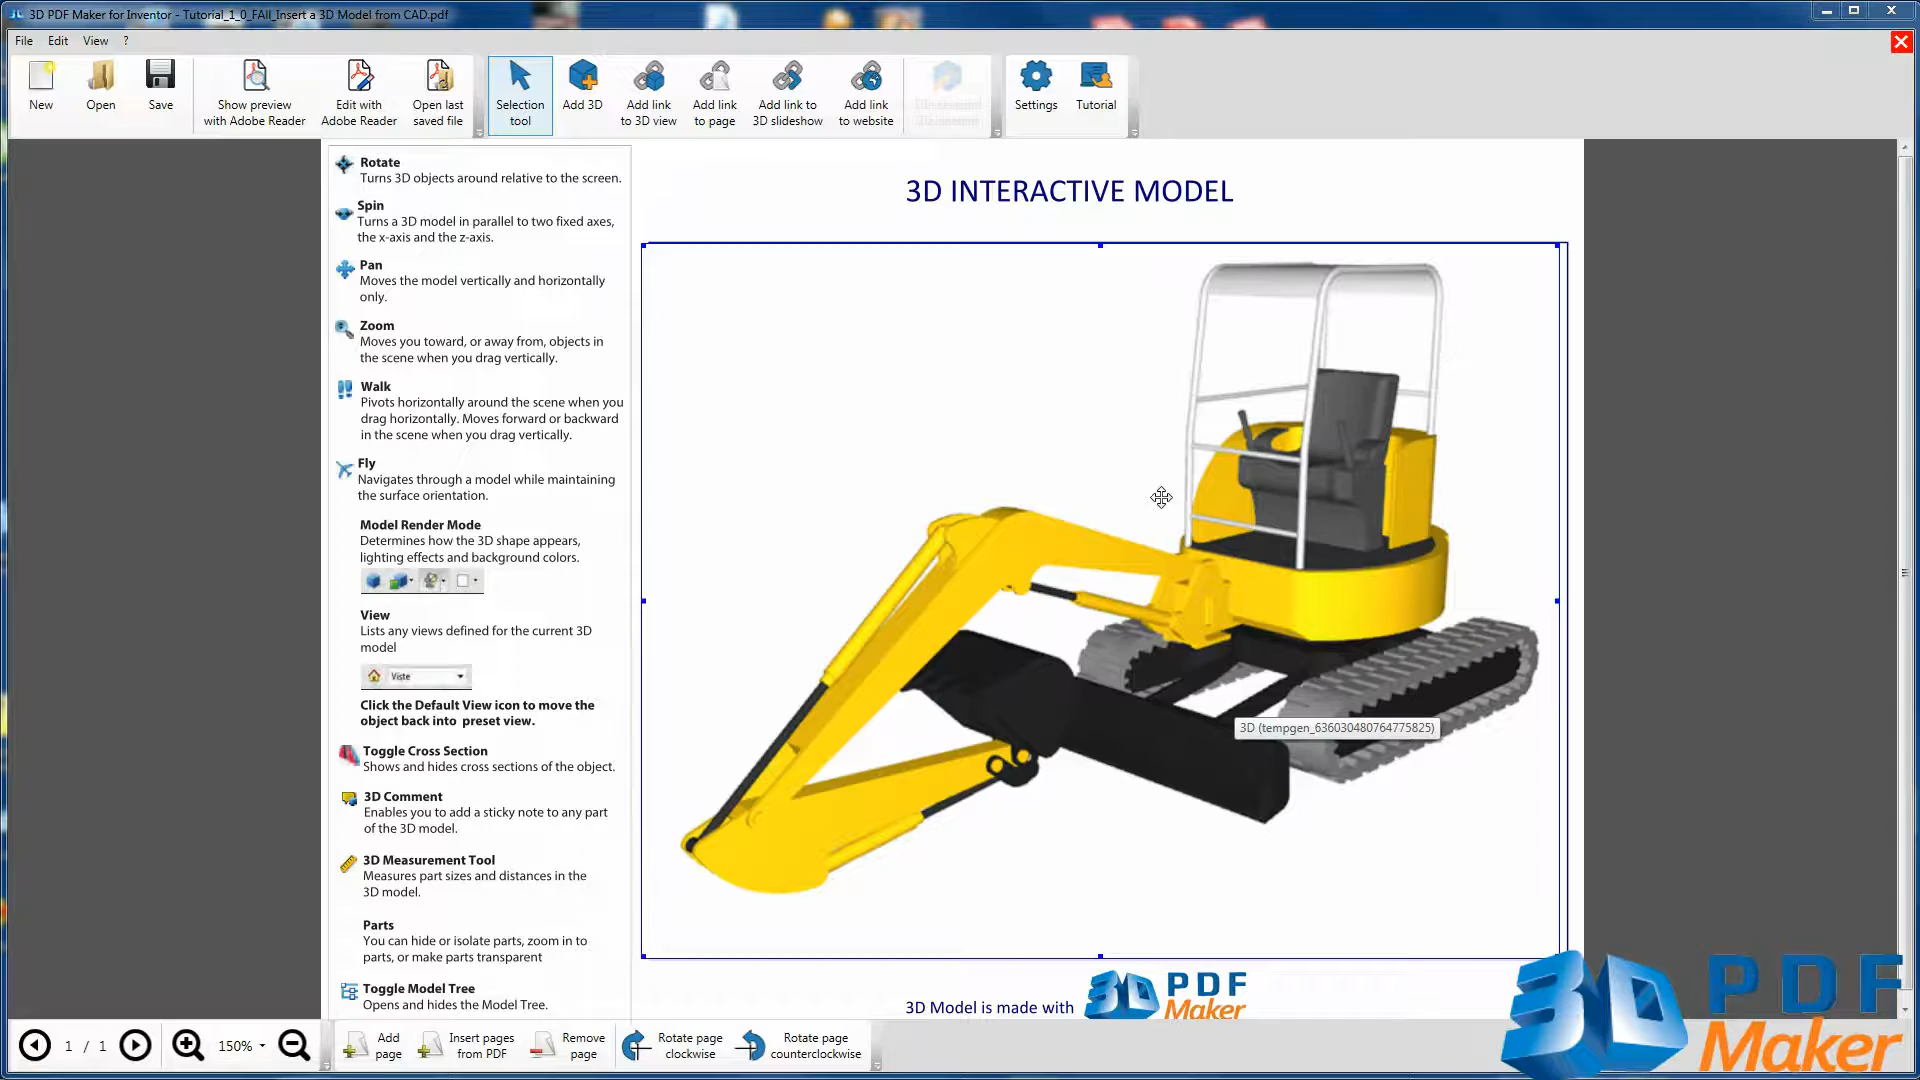 3D PDF Maker for Inventor - Tutorial_1_0_FAll_Insert a 3D Model from CAD.pdf
File Edit View ?
New
Open
Save
Show preview
with Adobe Reader
Edit with
Adobe Reader
Open last
saved file
Selection
tool
Add 3D
Add link
to 3D view
Add link
to page
Add link to
3D slideshow
Add link
to website
Settings
Tutorial
Rotate
Turns 3D objects around relative to the screen.
Spin
Turns a 3D model in parallel to two fixed axes,
the x-axis and the z-axis.
Pan
Moves the model vertically and horizontally
only.
Zoom
Moves you toward, or away from, objects in
the scene when you drag vertically.
Walk
Pivots horizontally around the scene when you
drag horizontally. Moves forward or backward
in the scene when you drag vertically.
Fly
Navigates through a model while maintaining
the surface orientation.
Model Render Mode
Determines how the 3D shape appears,
lighting effects and background colors.
View
Lists any views defined for the current 3D
model
Viste
Click the Default View icon to move the
object back into preset view.
Toggle Cross Section
Shows and hides cross sections of the object.
3D Comment
Enables you to add a sticky note to any part
of the 3D model.
3D Measurement Tool
Measures part sizes and distances in the
3D model.
Parts
You can hide or isolate parts, zoom in to
parts, or make parts transparent
Toggle Model Tree
Opens and hides the Model Tree.
3D INTERACTIVE MODEL
3D (tempgen_636030480764775825)
3D Model is made with
3D PDF
Maker
1 / 1
150%
Add
page
Insert pages
from PDF
Remove
page
Rotate page
clockwise
Rotate page
counterclockwise
3D PDF
Maker